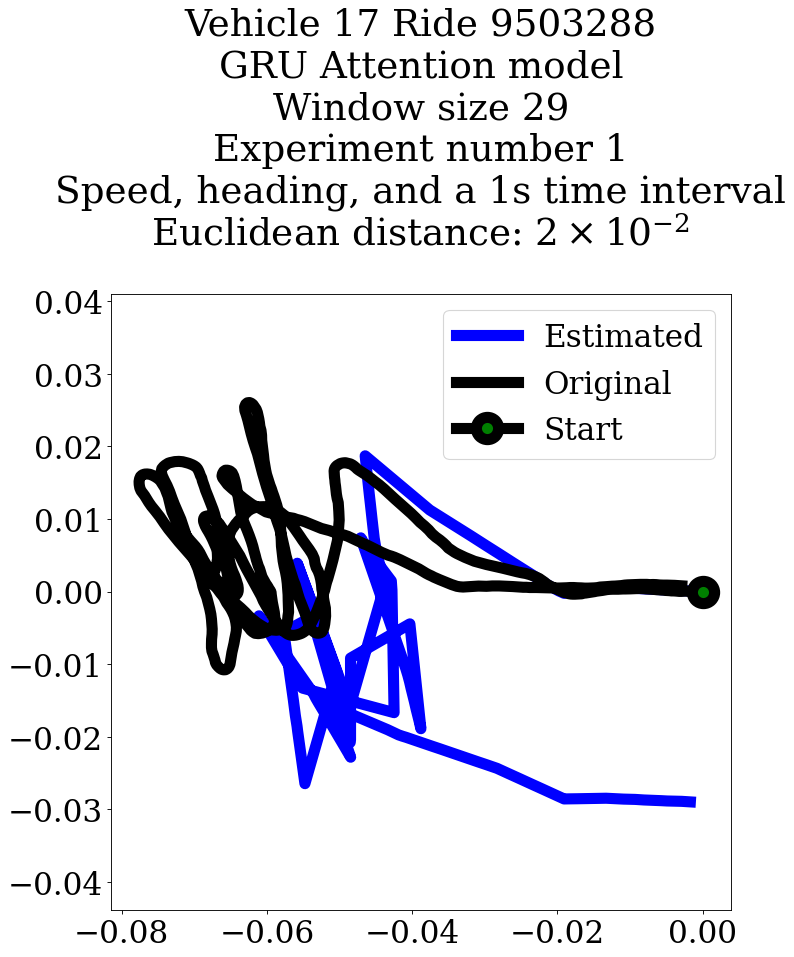 Vehicle 17 Ride 9503288
GRU Attention model
Window size 29
Experiment number 1
Speed, heading, and a 1s time interval
Euclidean distance: 2 × 10⁻²
Estimated
Original
Start
0.04
0.03
0.02
0.01
0.00
−0.01
−0.02
−0.03
−0.04
−0.08 −0.06 −0.04 −0.02 0.00